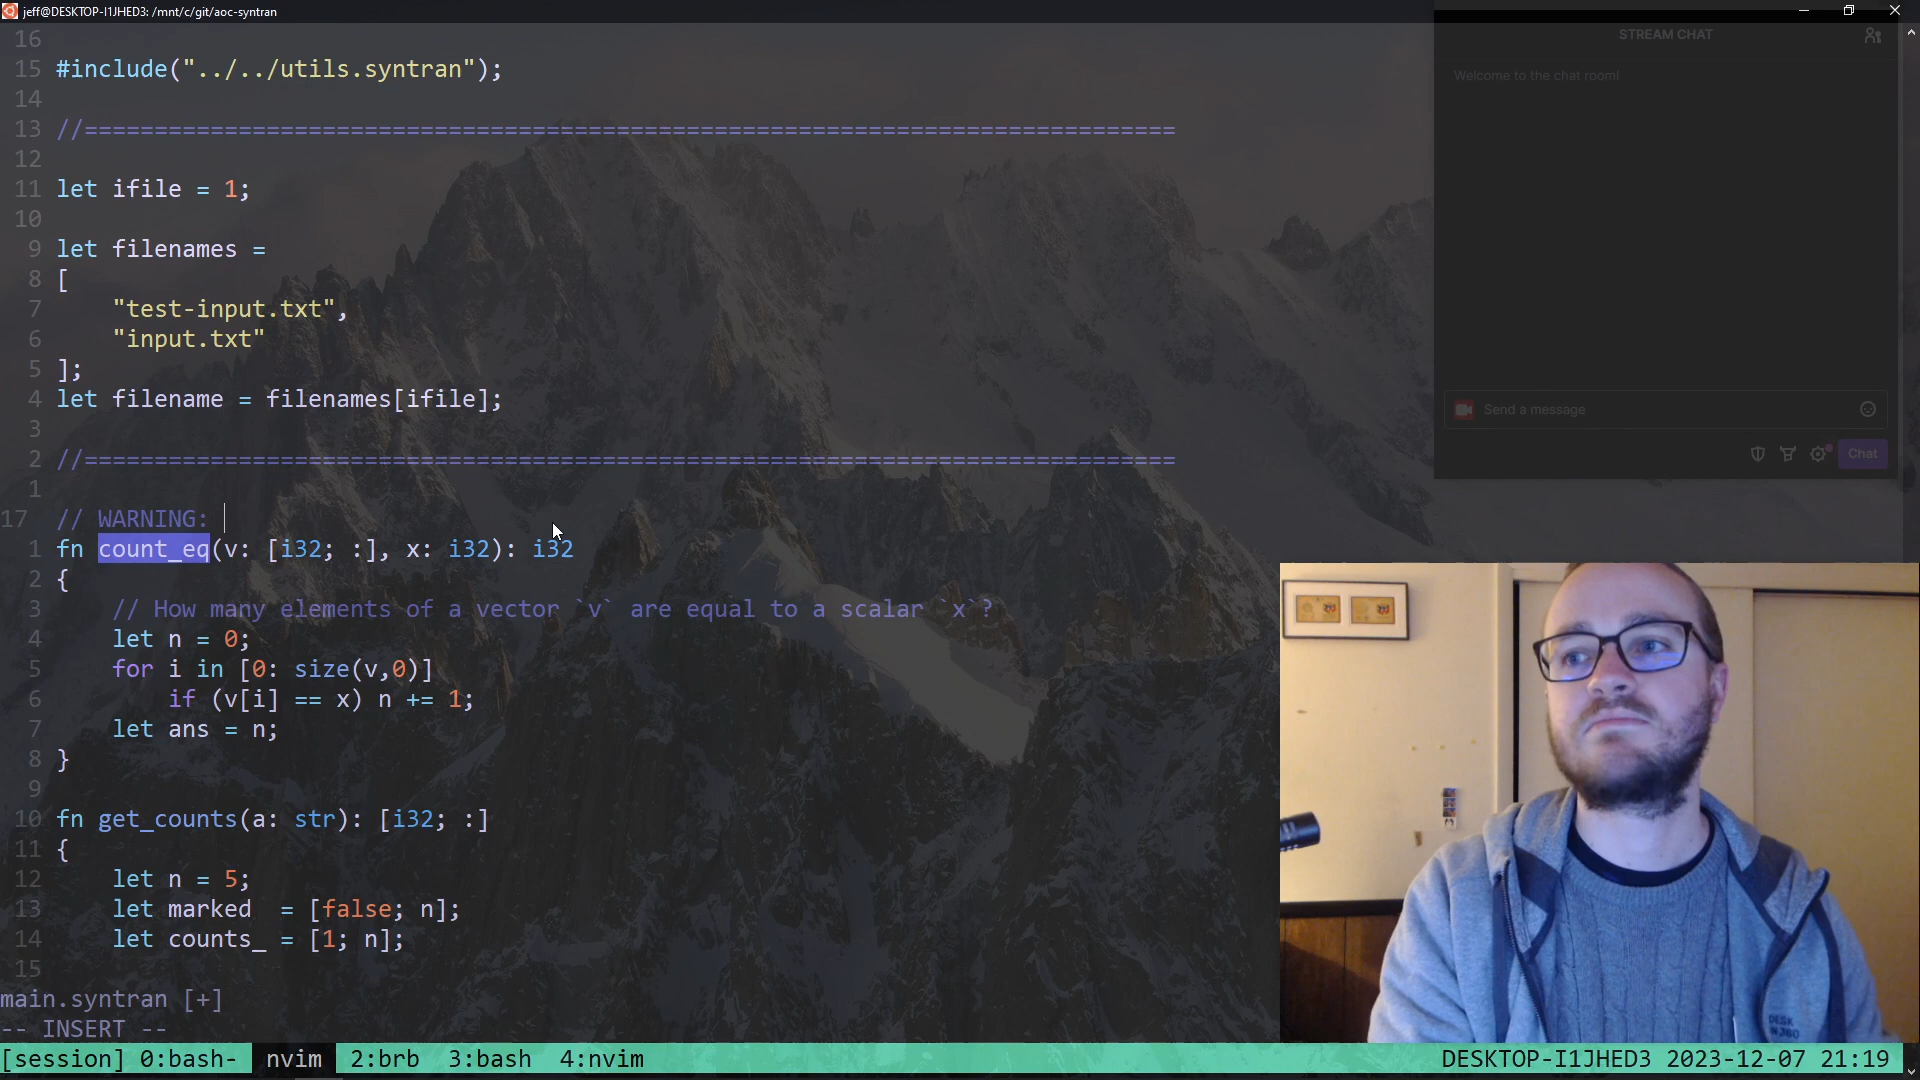 jeff@DESKTOP-I1JHED3: /mnt/c/git/aoc-syntran
STREAM CHAT
Welcome to the chat room!
Send a message
Chat
16
15 #include("../../utils.syntran");
14
13 //==============================================================================
12
11 let ifile = 1;
10
9 let filenames =
8 [
7     "test-input.txt",
6     "input.txt"
5 ];
4 let filename = filenames[ifile];
3
2 //==============================================================================
1
17 // WARNING:
1 fn count_eq(v: [i32; :], x: i32): i32
2 {
3     // How many elements of a vector `v` are equal to a scalar `x`?
4     let n = 0;
5     for i in [0: size(v,0)]
6         if (v[i] == x) n += 1;
7     let ans = n;
8 }
9
10 fn get_counts(a: str): [i32; :]
11 {
12     let n = 5;
13     let marked  = [false; n];
14     let counts_ = [1; n];
15
main.syntran [+]
-- INSERT --
[session] 0:bash- nvim 2:brb 3:bash 4:nvim DESKTOP-I1JHED3 2023-12-07 21:19